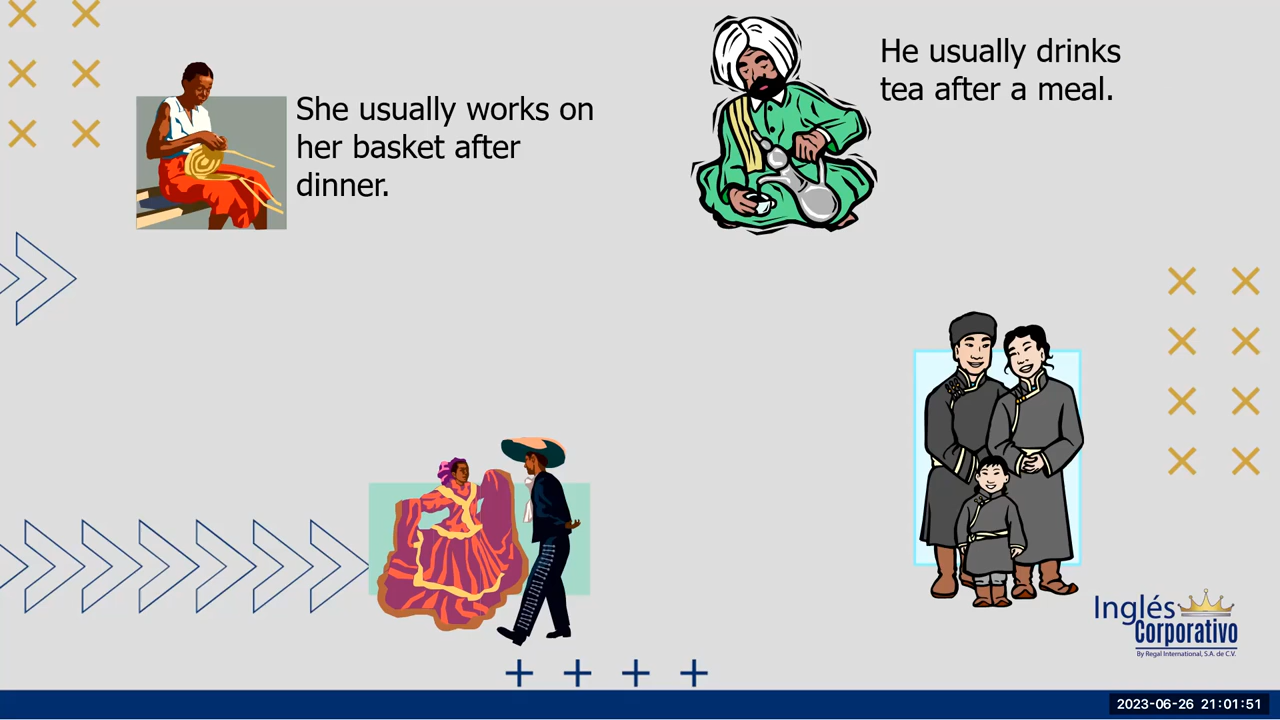 She usually works on
her basket after
dinner.
He usually drinks
tea after a meal.
Inglés
Corporativo
By Regal International, S.A. de C.V.
2023-06-26 21:01:51